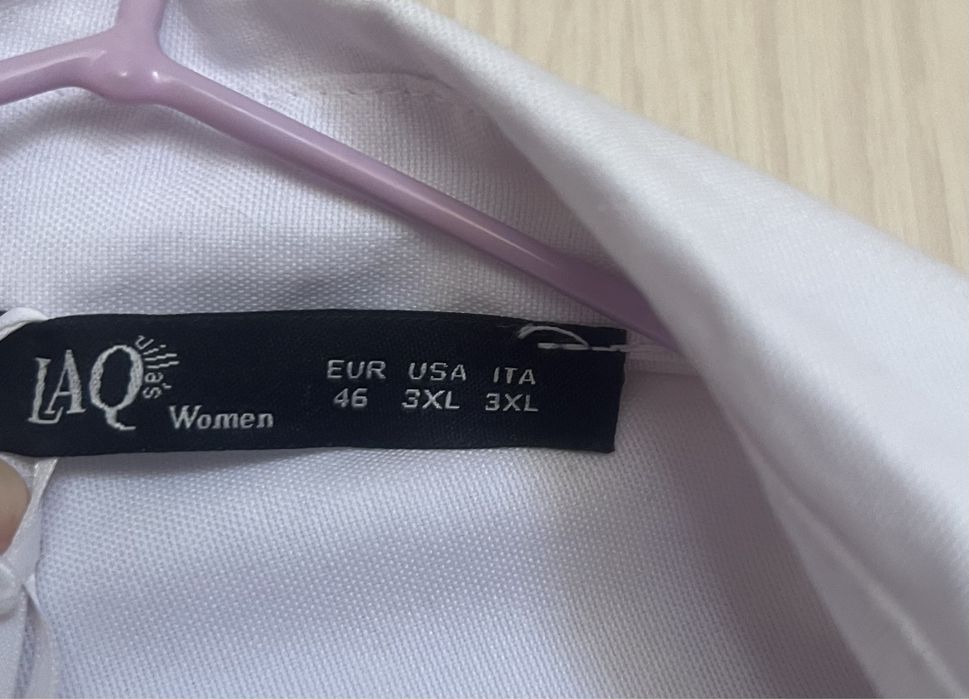 LAQ Women
EUR USA ITA
46 3XL 3XL